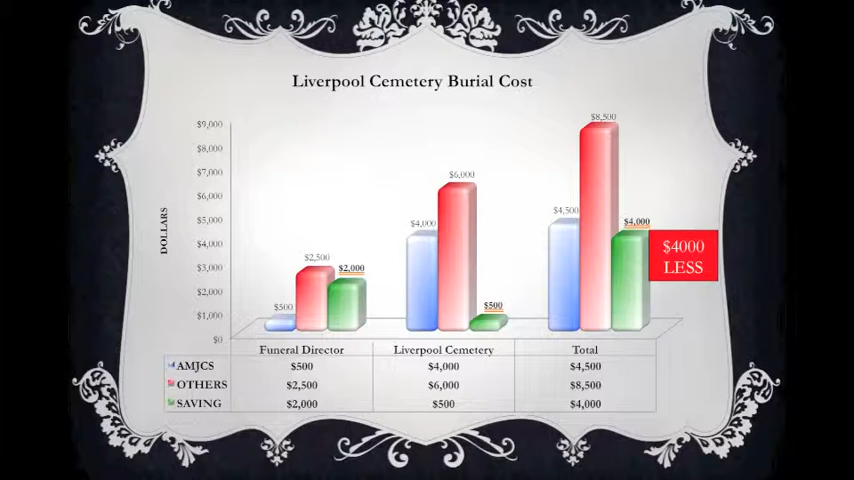 Liverpool Cemetery Burial Cost
$9,000
$8,000
$7,000
$6,000
$5,000
$4,000
$3,000
$2,000
$1,000
$0
DOLLARS
$500
$2,500
$2,000
$4,000
$6,000
$500
$4,500
$8,500
$4,000
$4000
LESS
Funeral Director Liverpool Cemetery Total
AMJCS $500 $4,000 $4,500
OTHERS $2,500 $6,000 $8,500
SAVING $2,000 $500 $4,000